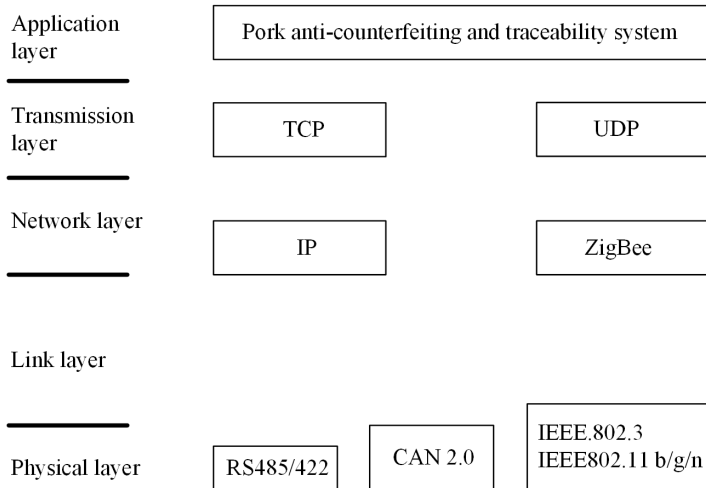 Application
layer
Pork anti-counterfeiting and traceability system
Transmission
layer
TCP
UDP
Network layer
IP
ZigBee
Link layer
Physical layer
RS485/422
CAN 2.0
IEEE.802.3
IEEE802.11 b/g/n